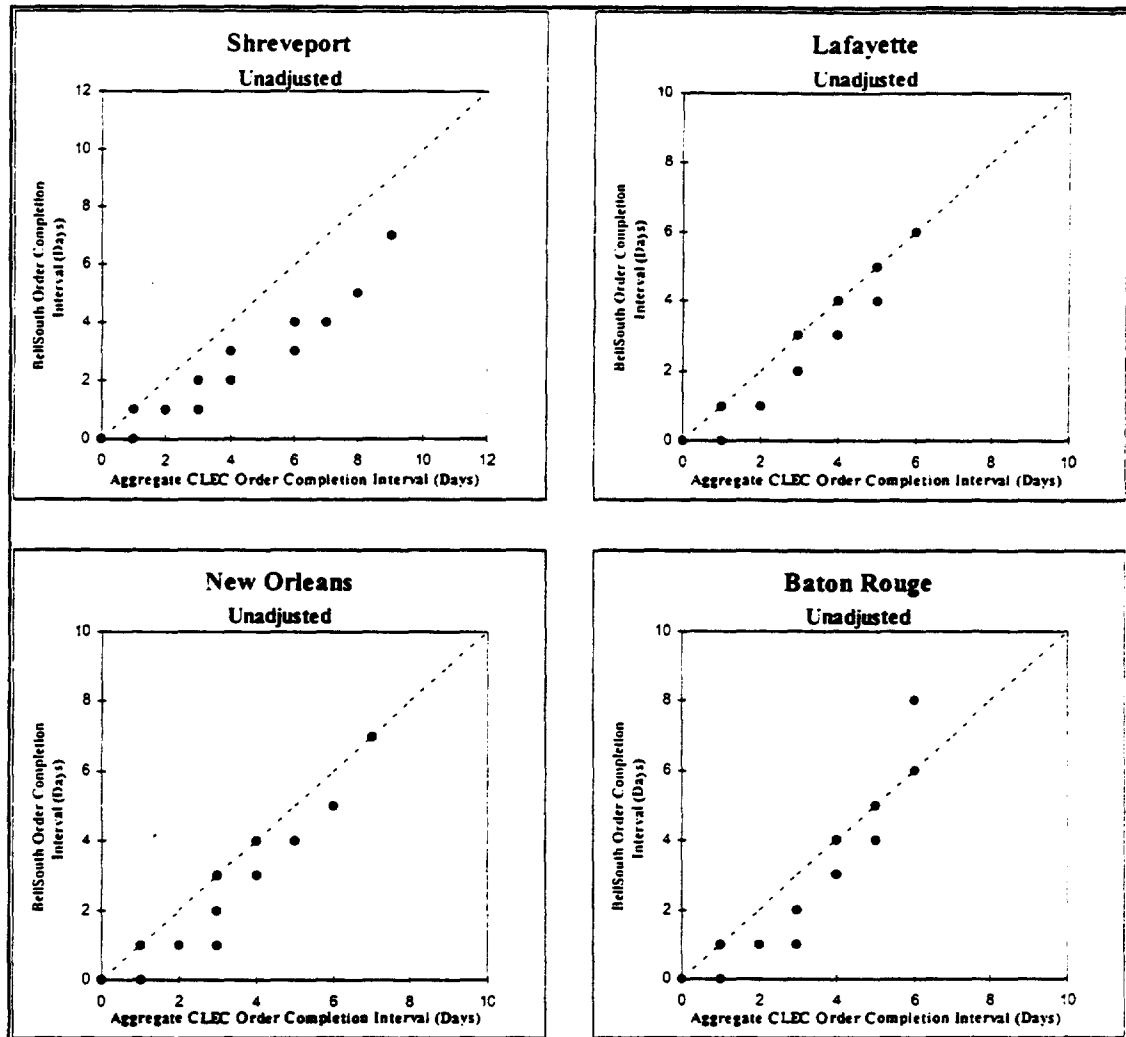 Shreveport
Unadjusted
12
10
8
6
4
2
0
BellSouth Order Completion
Interval (Days)
0 2 4 6 8 10 12
Aggregate CLEC Order Completion Interval (Days)
Lafayette
Unadjusted
10
8
6
4
2
0
BellSouth Order Completion
Interval (Days)
0 2 4 6 8 10
Aggregate CLEC Order Completion Interval (Days)
New Orleans
Unadjusted
10
8
6
4
2
0
BellSouth Order Completion
Interval (Days)
0 2 4 6 8 10
Aggregate CLEC Order Completion Interval (Days)
Baton Rouge
Unadjusted
10
8
6
4
2
0
BellSouth Order Completion
Interval (Days)
0 2 4 6 8 10
Aggregate CLEC Order Completion Interval (Days)